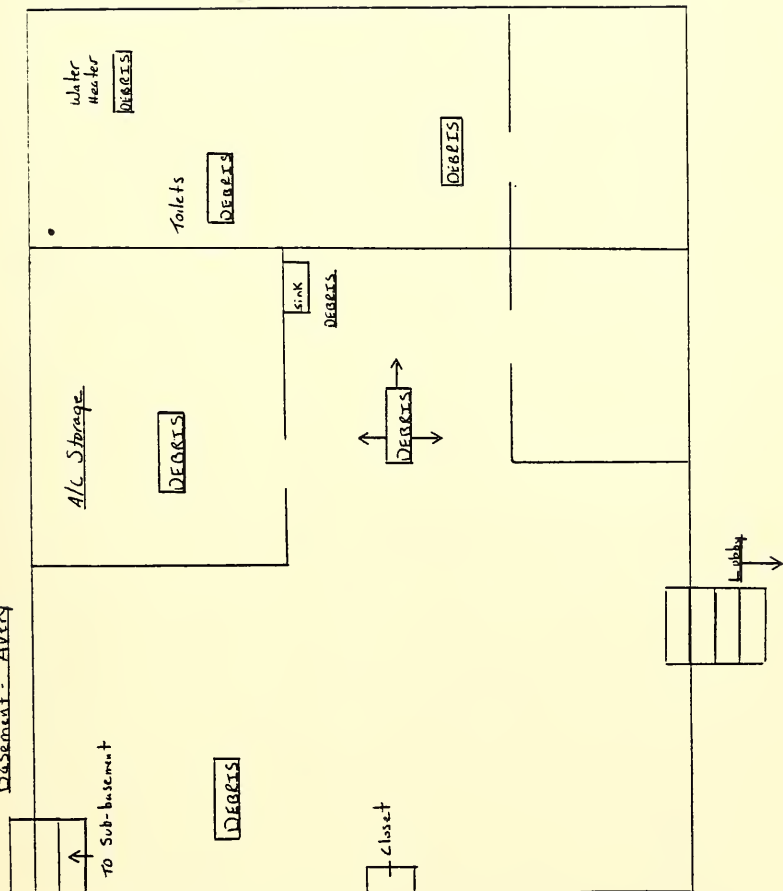 Basement: Avery
To Sub-basement
DEBRIS
Closet
A/C Storage
DEBRIS
sink
DEBRIS
DEBRIS
Lobby
Water
Heater
DEBRIS
Toilets
DEBRIS
DEBRIS